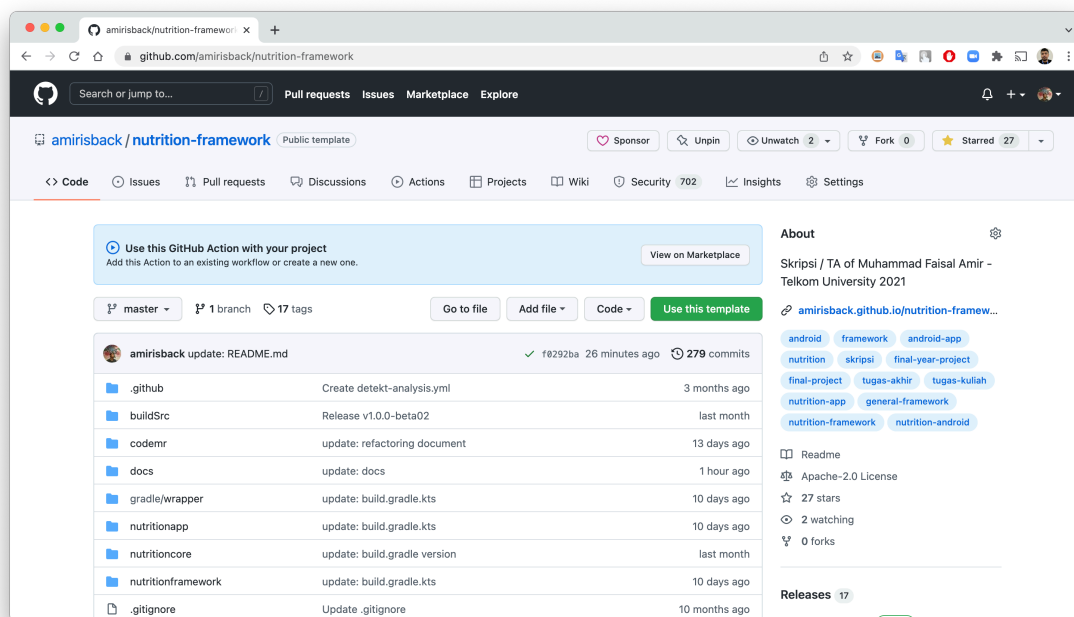 amirisback/nutrition-framework
github.com/amirisback/nutrition-framework
Search or jump to... / Pull requests Issues Marketplace Explore
amirisback / nutrition-framework Public template Sponsor Unpin Unwatch 2 Fork 0 Starred 27
Code Issues Pull requests Discussions Actions Projects Wiki Security 702 Insights Settings
Use this GitHub Action with your project
Add this Action to an existing workflow or create a new one.
View on Marketplace
master 1 branch 17 tags Go to file Add file Code Use this template
amirisback update: README.md f0292ba 26 minutes ago 279 commits
.github Create detekt-analysis.yml 3 months ago
buildSrc Release v1.0.0-beta02 last month
codemr update: refactoring document 13 days ago
docs update: docs 1 hour ago
gradle/wrapper update: build.gradle.kts 10 days ago
nutritionapp update: build.gradle.kts 10 days ago
nutritioncore update: build.gradle version last month
nutritionframework update: build.gradle.kts 10 days ago
.gitignore Update .gitignore 10 months ago
About
Skripsi / TA of Muhammad Faisal Amir -
Telkom University 2021
amirisback.github.io/nutrition-framew...
android framework android-app
nutrition skripsi final-year-project
final-project tugas-akhir tugas-kuliah
nutrition-app general-framework
nutrition-framework nutrition-android
Readme
Apache-2.0 License
27 stars
2 watching
0 forks
Releases 17